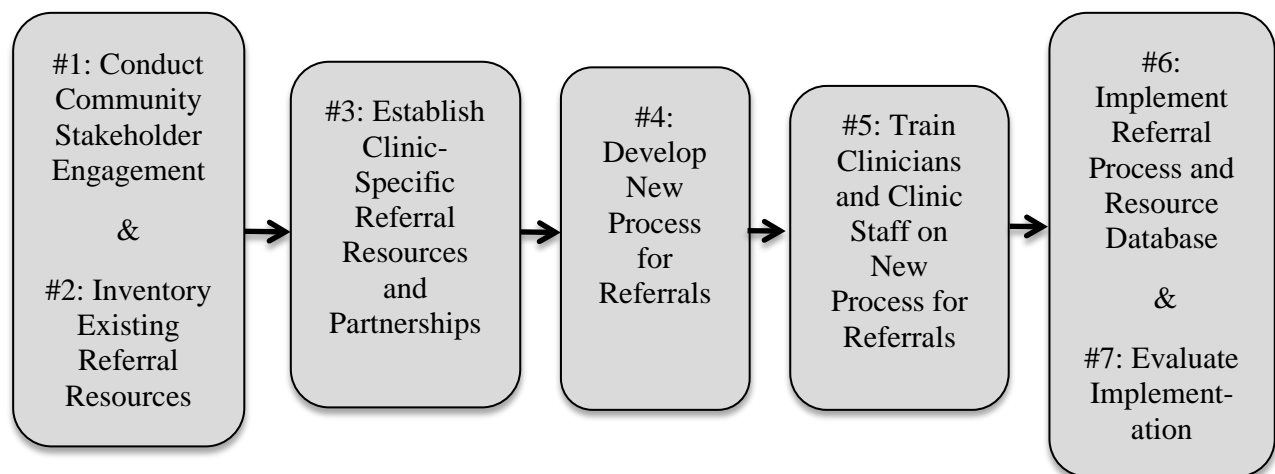 #1: Conduct
Community
Stakeholder
Engagement
&
#2: Inventory
Existing
Referral
Resources
#3: Establish
Clinic-
Specific
Referral
Resources
and
Partnerships
#4:
Develop
New
Process
for
Referrals
#5: Train
Clinicians
and Clinic
Staff on
New
Process for
Referrals
#6:
Implement
Referral
Process and
Resource
Database
&
#7: Evaluate
Implement-
ation